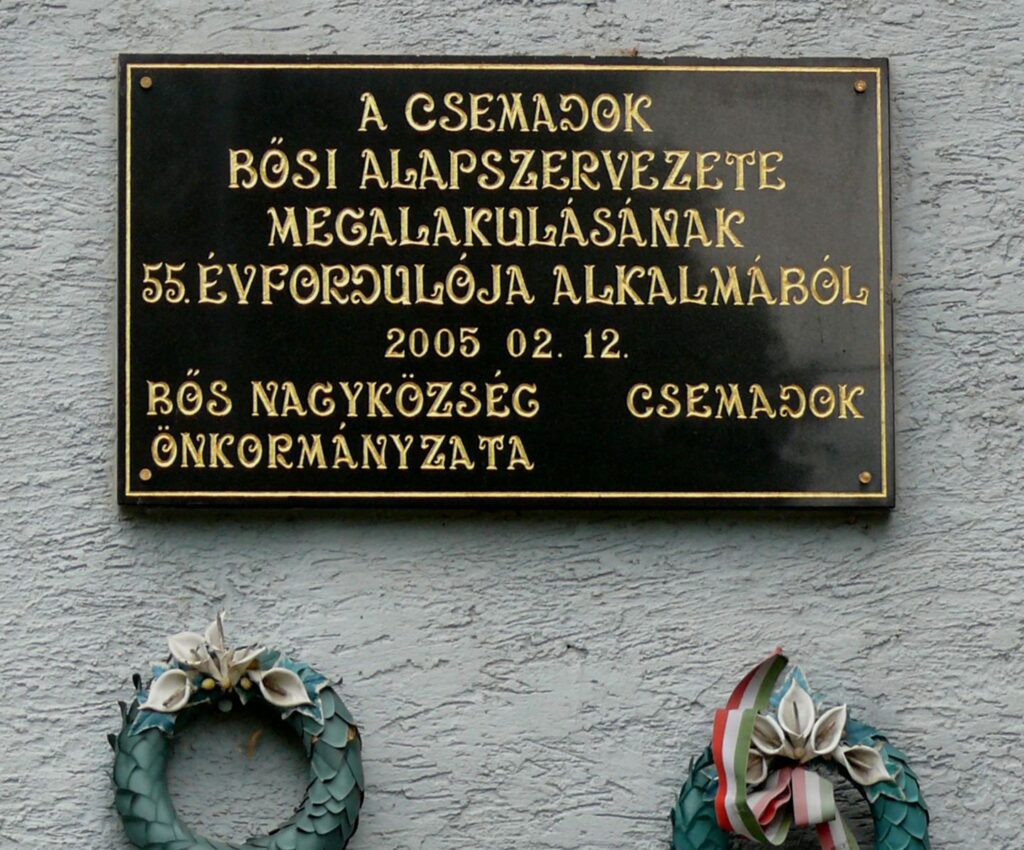 A CSEMADOK
BŐSI ALAPSZERVEZETE
MEGALAKULÁSÁNAK
55. ÉVFORDULÓJA ALKALMÁBÓL
2005 02. 12.
BŐS NAGYKÖZSÉG CSEMADOK
ÖNKORMÁNYZATA